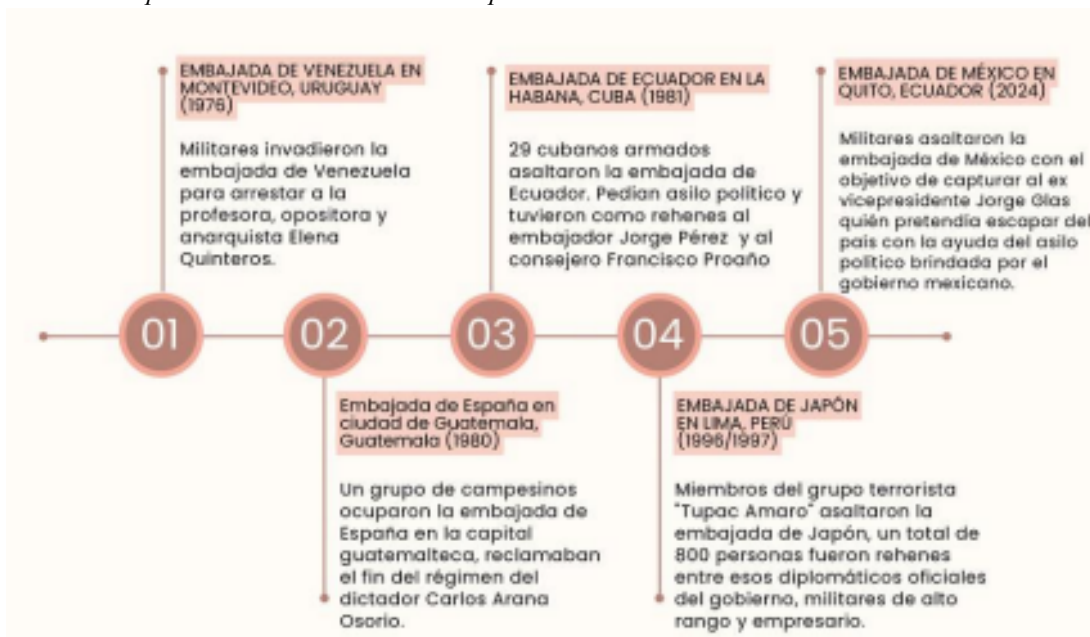 EMBAJADA DE VENEZUELA EN
MONTEVIDEO, URUGUAY
(1976)
Militares invadieron la
embajada de Venezuela
para arrestar a la
profesora, opositora y
anarquista Elena
Quinteros.
EMBAJADA DE ECUADOR EN LA
HABANA, CUBA (1981)
29 cubanos armados
asaltaron la embajada de
Ecuador. Pedían asilo político y
tuvieron como rehenes al
embajador Jorge Pérez y al
consejero Francisco Proaño
EMBAJADA DE MÉXICO EN
QUITO, ECUADOR (2024)
Militares asaltaron la
embajada de México con el
objetivo de capturar al ex
vicepresidente Jorge Glas
quién pretendía escapar del
país con la ayuda del asilo
político brindada por el
gobierno mexicano.
01
02
03
04
05
Embajada de España en
ciudad de Guatemala,
Guatemala (1980)
Un grupo de campesinos
ocuparon la embajada de
España en la capital
guatemalteca, reclamaban
el fin del régimen del
dictador Carlos Arana
Osorio.
EMBAJADA DE JAPÓN
EN LIMA, PERÚ
(1996/1997)
Miembros del grupo terrorista
"Tupac Amaro" asaltaron la
embajada de Japón, un total de
800 personas fueron rehenes
entre esos diplomáticos oficiales
del gobierno, militares de alto
rango y empresario.